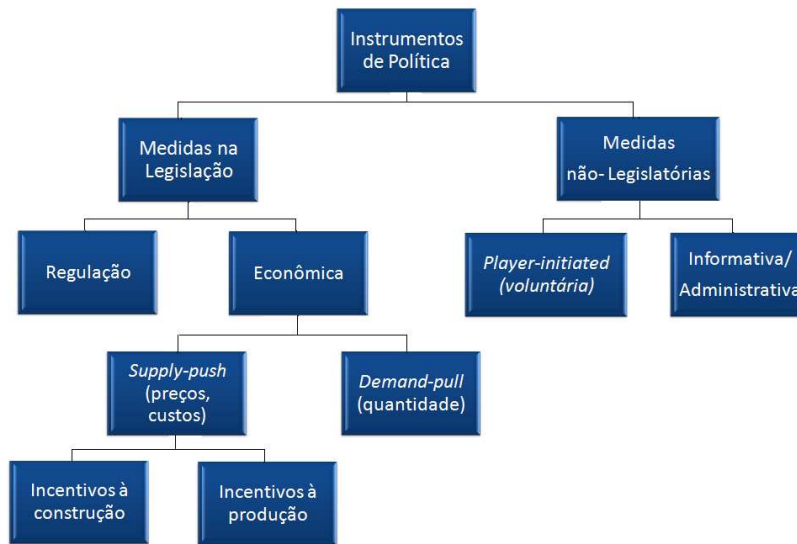 Instrumentos
de Política
Medidas na
Legislação
Medidas
não- Legislatórias
Regulação
Econômica
Player-initiated
(voluntária)
Informativa/
Administrativa
Supply-push
(preços,
custos)
Demand-pull
(quantidade)
Incentivos à
construção
Incentivos à
produção